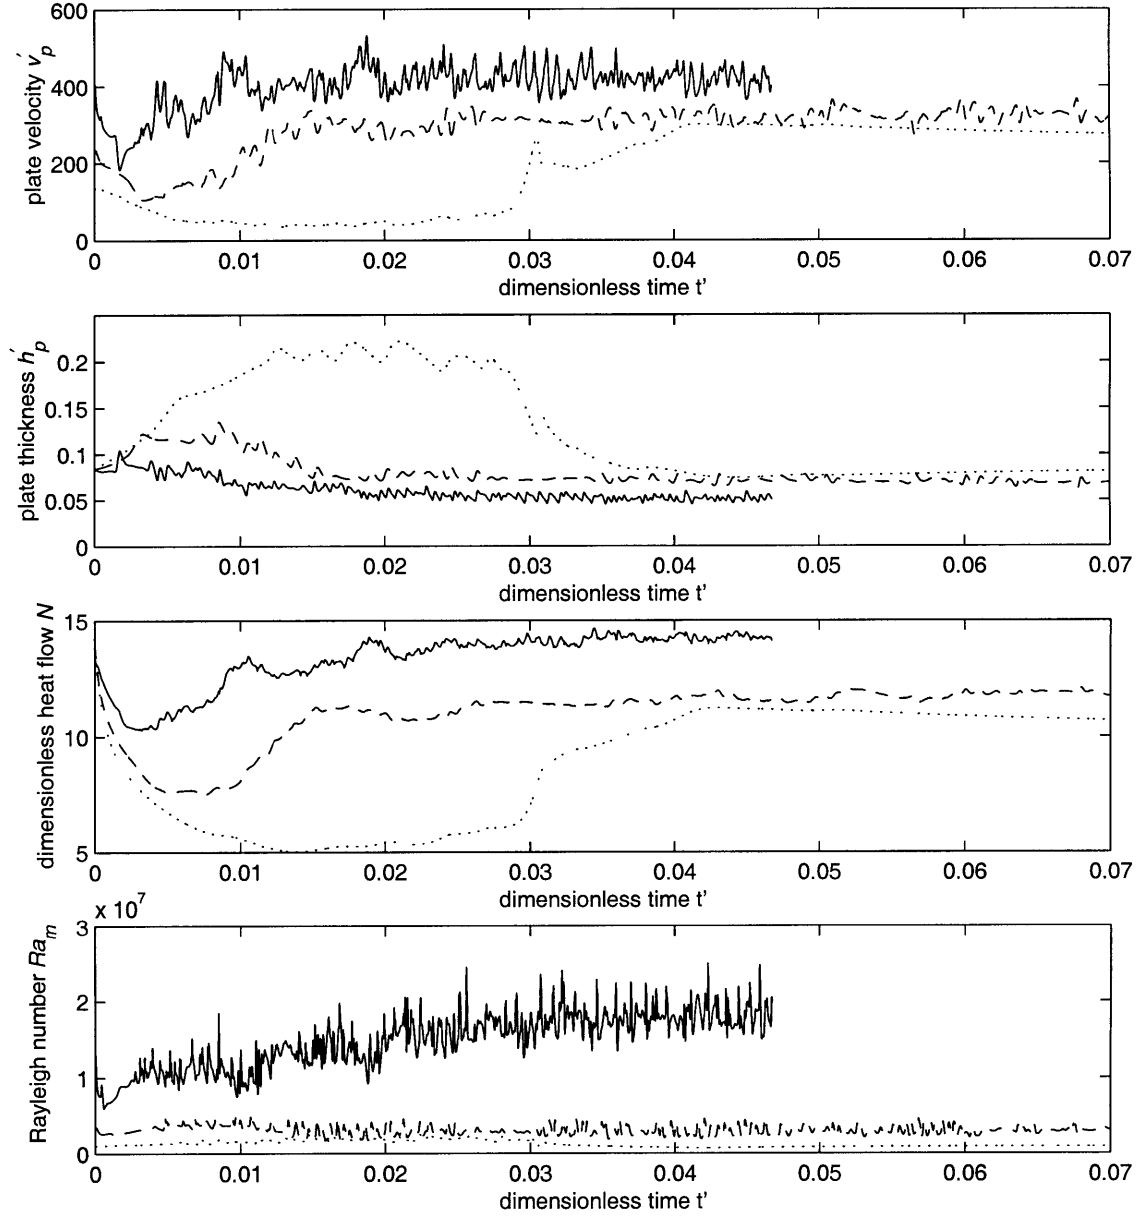 600
400
200
0
plate velocity v'p
0 0.01 0.02 0.03 0.04 0.05 0.06 0.07
dimensionless time t'
0.2
0.15
0.1
0.05
0
plate thickness h'p
0 0.01 0.02 0.03 0.04 0.05 0.06 0.07
dimensionless time t'
15
10
5
dimensionless heat flow N
0 0.01 0.02 0.03 0.04 0.05 0.06 0.07
dimensionless time t'
x 10^7
3
2
1
0
Rayleigh number Ra_m
0 0.01 0.02 0.03 0.04 0.05 0.06 0.07
dimensionless time t'